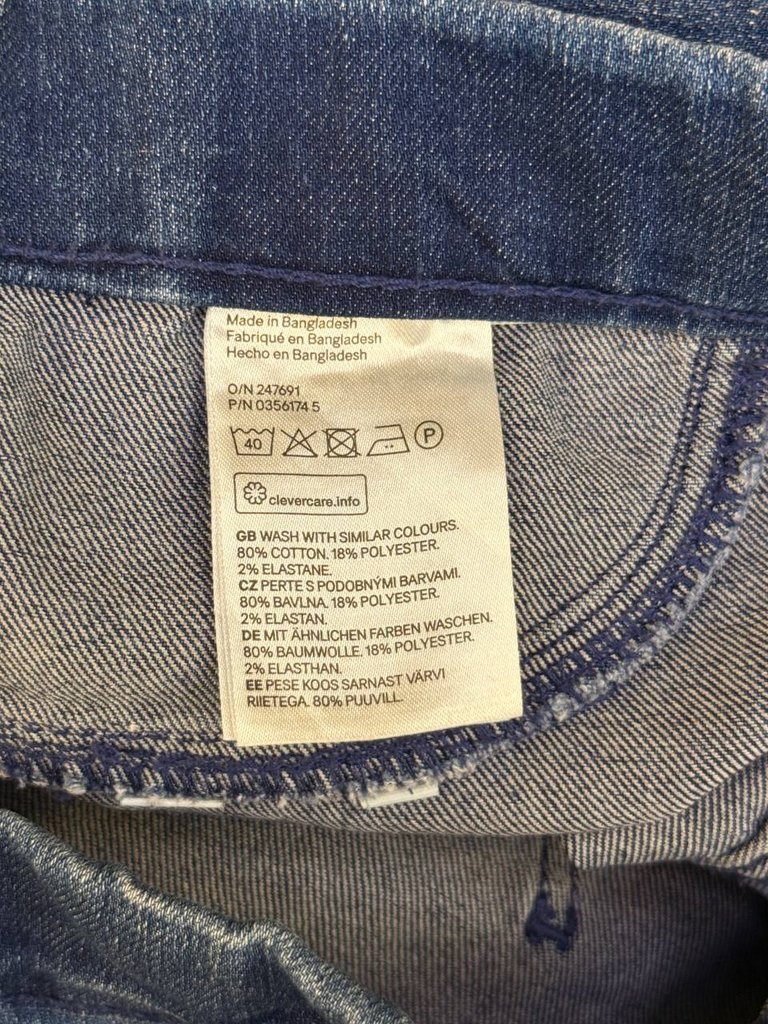 Made in Bangladesh
Fabriqué en Bangladesh
Hecho en Bangladesh
O/N 247691
P/N 0356174 5
40 P
clevercare.info
GB WASH WITH SIMILAR COLOURS.
80% COTTON. 18% POLYESTER.
2% ELASTANE.
CZ PERTE S PODOBNÝMI BARVAMI.
80% BAVLNA. 18% POLYESTER.
2% ELASTAN.
DE MIT ÄHNLICHEN FARBEN WASCHEN.
80% BAUMWOLLE. 18% POLYESTER.
2% ELASTHAN.
EE PESE KOOS SARNAST VÄRVI
RIIETEGA. 80% PUUVILL.